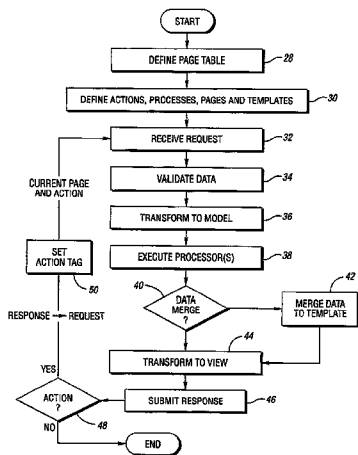 START
DEFINE PAGE TABLE
28
DEFINE ACTIONS, PROCESSES, PAGES AND TEMPLATES
30
RECEIVE REQUEST
32
CURRENT PAGE
AND ACTION
VALIDATE DATA
34
TRANSFORM TO MODEL
36
SET
ACTION TAG
50
EXECUTE PROCESSOR(S)
38
40
DATA
MERGE
?
42
MERGE DATA
TO TEMPLATE
RESPONSE REQUEST
44
TRANSFORM TO VIEW
YES
SUBMIT RESPONSE
46
ACTION
?
48
NO
END